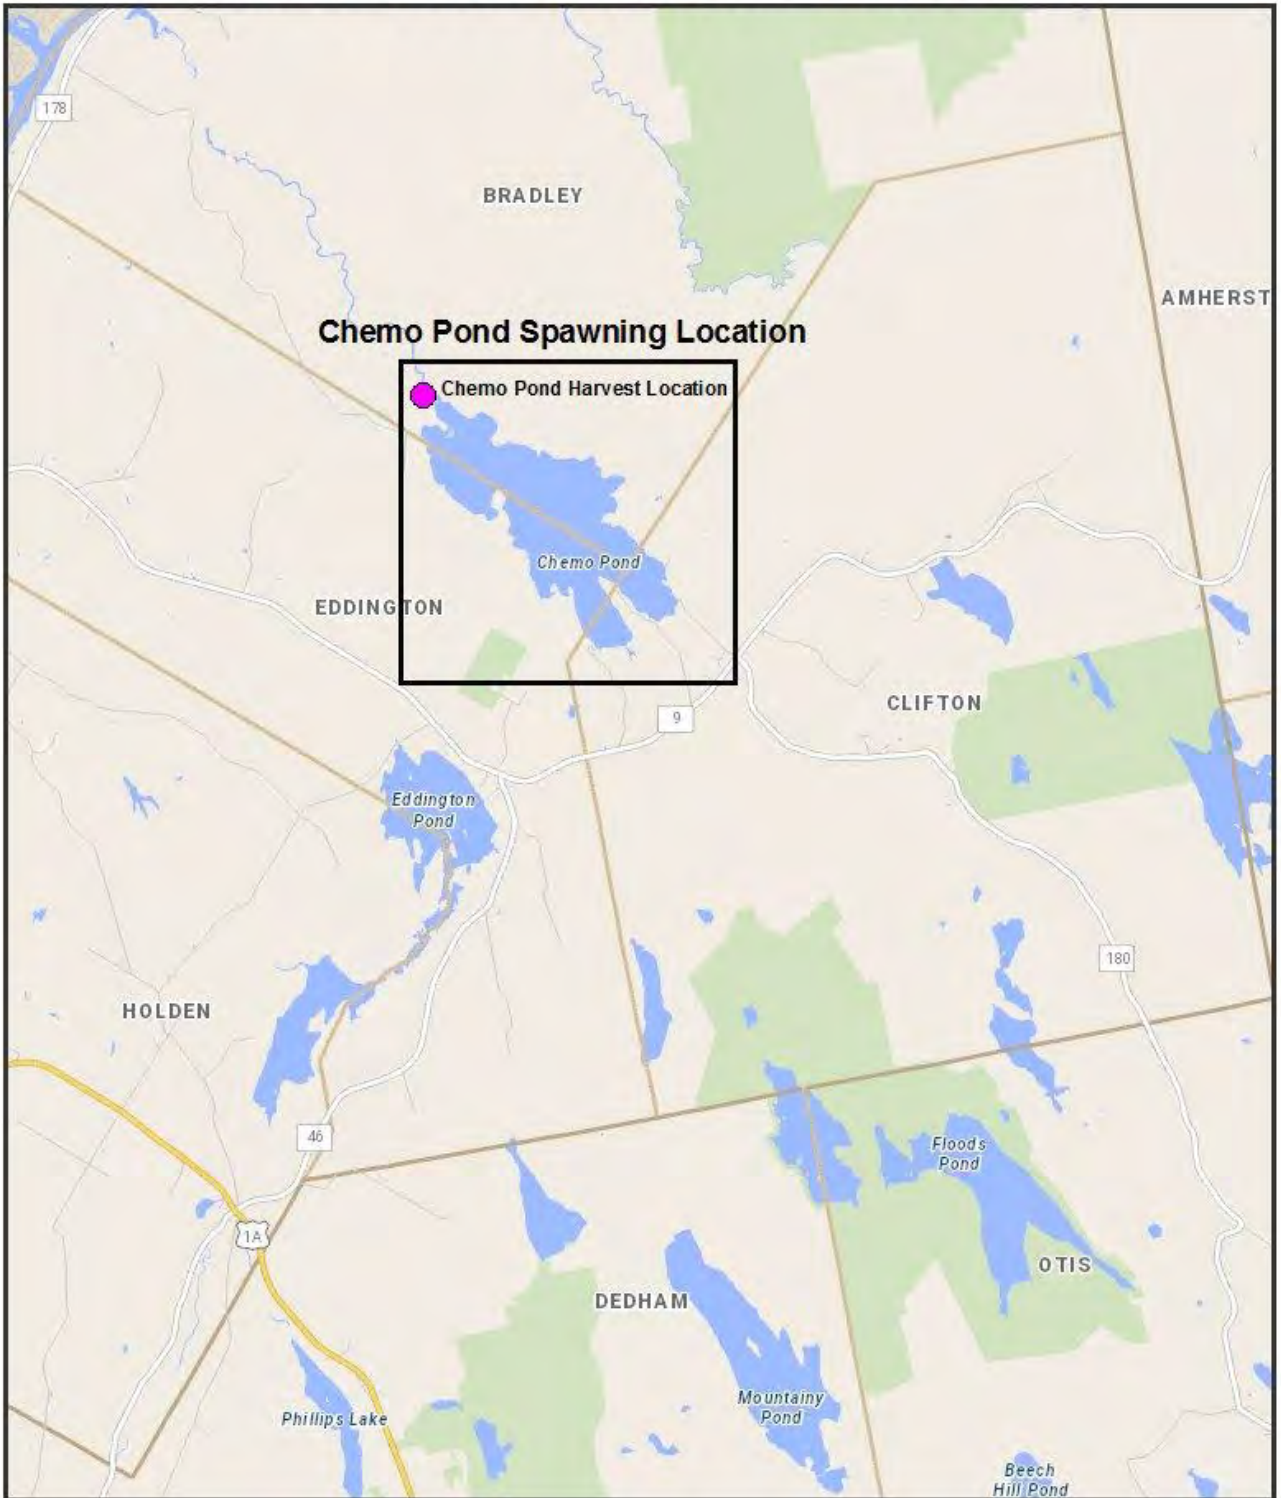 178
BRADLEY
AMHERST
Chemo Pond Spawning Location
Chemo Pond Harvest Location
Chemo Pond
EDDINGTON
CLIFTON
9
Eddington
Pond
180
HOLDEN
46
Floods
Pond
1A
OTIS
DEDHAM
Mountainy
Pond
Phillips Lake
Beech
Hill Pond